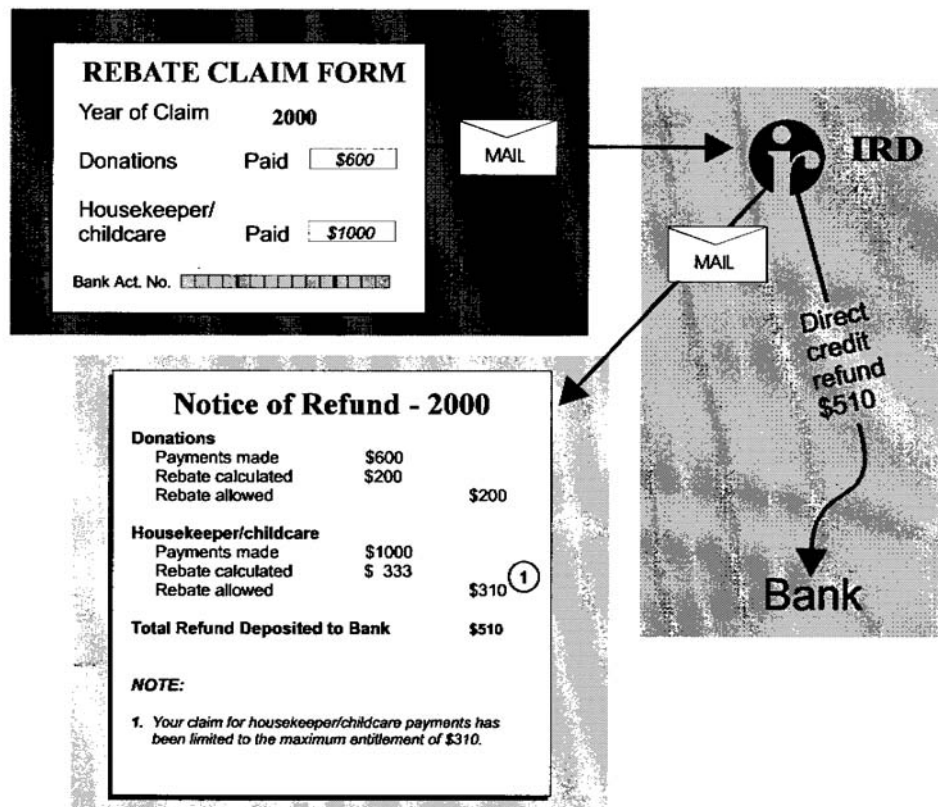 REBATE CLAIM FORM
Year of Claim 2000
Donations Paid $600
Housekeeper/
childcare Paid $1000
Bank Act. No.
MAIL
ir IRD
MAIL
Direct
credit
refund
$510
Bank
Notice of Refund - 2000
Donations
Payments made $600
Rebate calculated $200
Rebate allowed $200
Housekeeper/childcare
Payments made $1000
Rebate calculated $ 333
Rebate allowed $310 1
Total Refund Deposited to Bank $510
NOTE:
1. Your claim for housekeeper/childcare payments has
been limited to the maximum entitlement of $310.